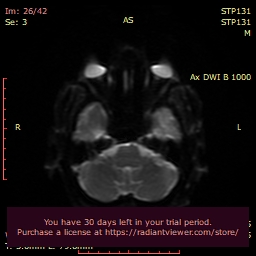 Im: 26/42
Se: 3
AS
STP131
STP131
M
Ax DWI B 1000
R
L
You have 30 days left in your trial period.
Purchase a license at https://radiantviewer.com/store/